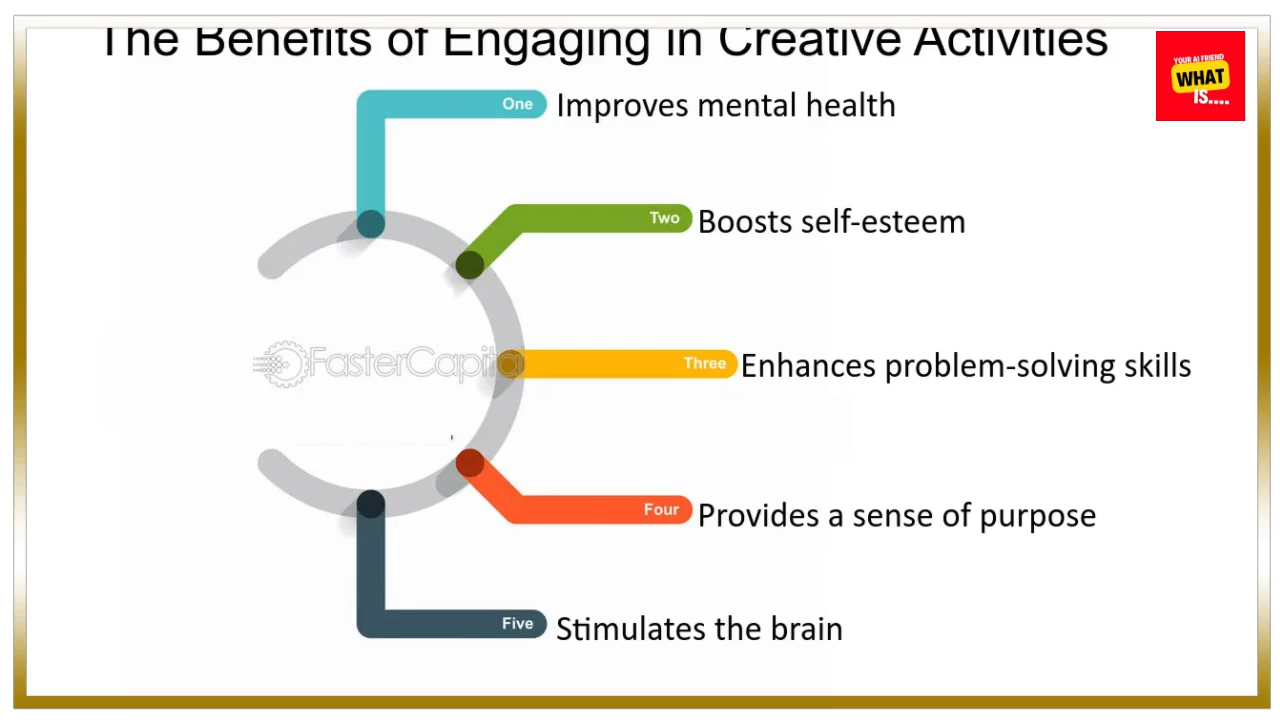 The Benefits of Engaging in Creative Activities
YOUR AI FRIEND
WHAT
IS....
One Improves mental health
Two Boosts self-esteem
Three Enhances problem-solving skills
FasterCapital
Four Provides a sense of purpose
Five Stimulates the brain